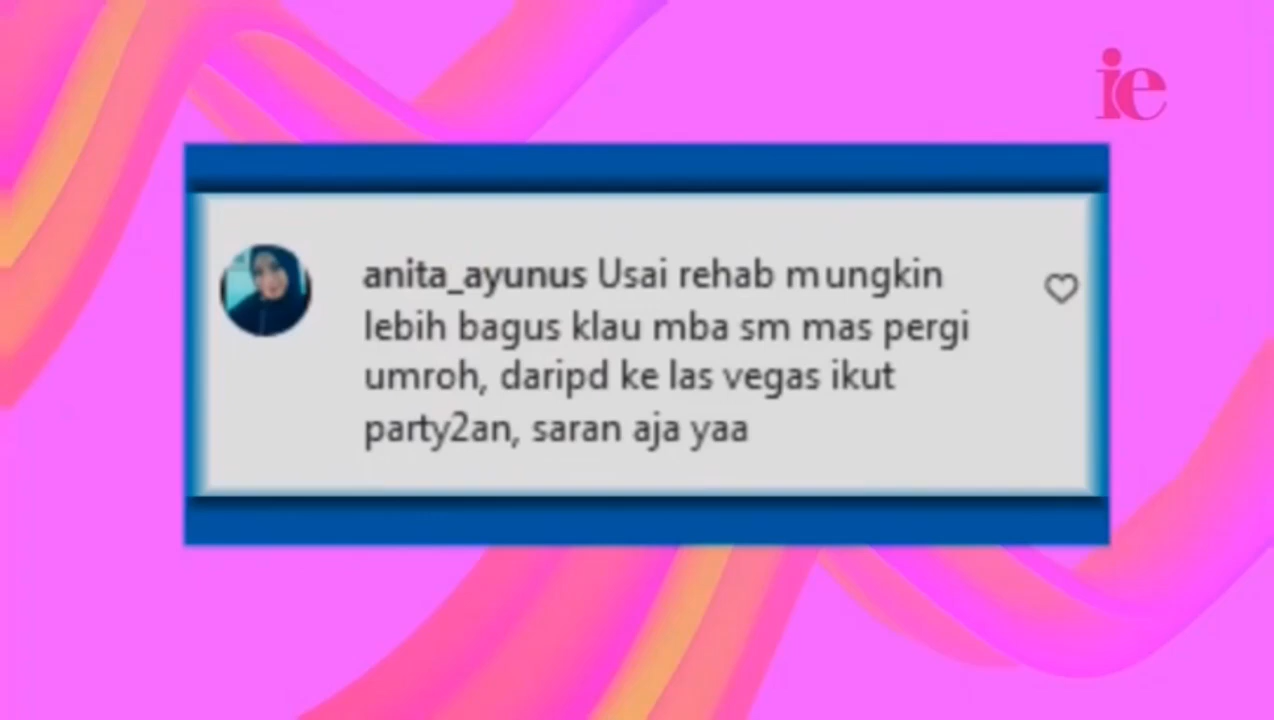 ie
anita_ayunus Usai rehab mungkin
lebih bagus klau mba sm mas pergi
umroh, daripd ke las vegas ikut
party2an, saran aja yaa